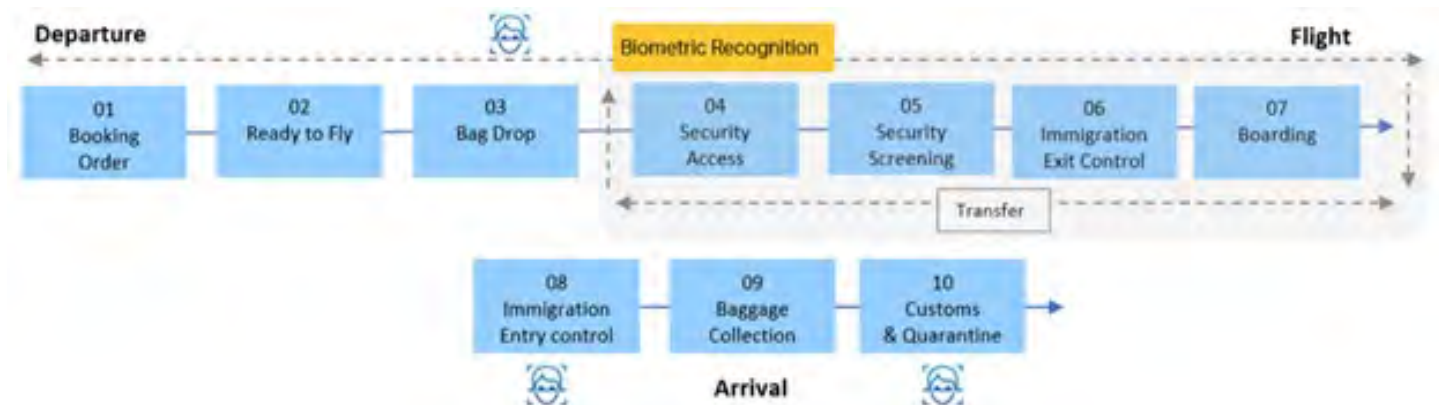 Departure
Biometric Recognition
Flight
01
Booking
Order
02
Ready to Fly
03
Bag Drop
04
Security
Access
05
Security
Screening
06
Immigration
Exit Control
07
Boarding
Transfer
08
Immigration
Entry control
09
Baggage
Collection
10
Customs
& Quarantine
Arrival